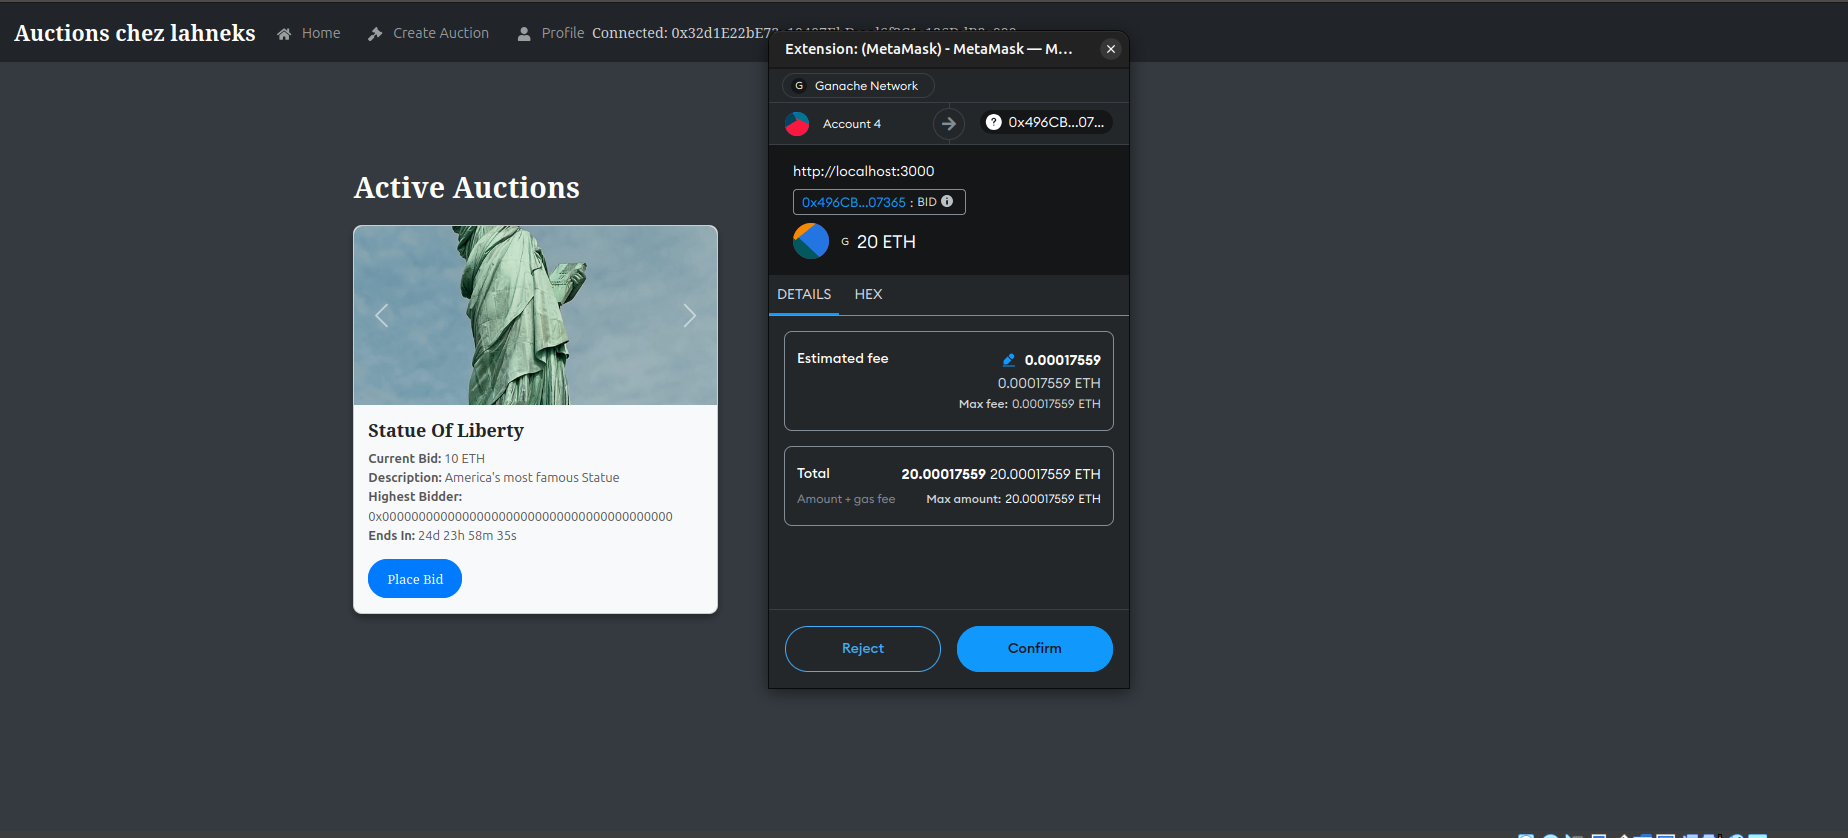 Auctions chez lahneks
Home
Create Auction
Profile
Connected: 0x32d1E22bE73
Extension: (MetaMask) - MetaMask — M...
G Ganache Network
Account 4
? 0x496CB...07...
http://localhost:3000
0x496CB...07365 : BID
G 20 ETH
DETAILS HEX
Estimated fee 0.00017559
0.00017559 ETH
Max fee: 0.00017559 ETH
Total 20.00017559 20.00017559 ETH
Amount + gas fee Max amount: 20.00017559 ETH
Reject Confirm
Active Auctions
Statue Of Liberty
Current Bid: 10 ETH
Description: America's most famous Statue
Highest Bidder:
0x0000000000000000000000000000000000000000
Ends In: 24d 23h 58m 35s
Place Bid